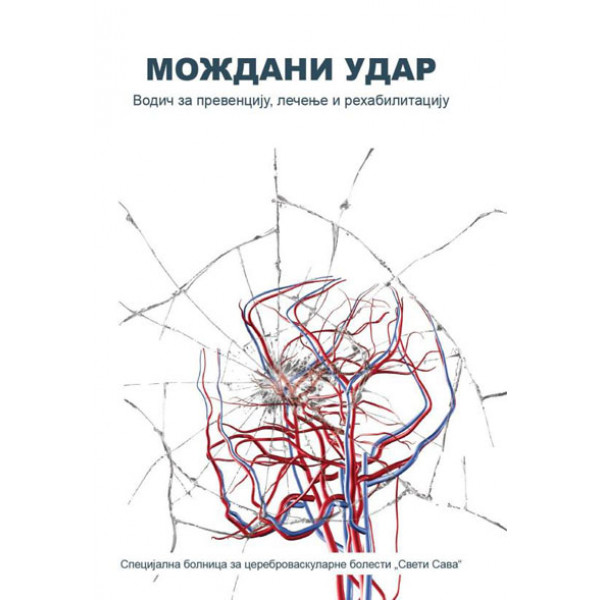 МОЖДАНИ УДАР
Водич за превенцију, лечење и рехабилитацију
Специјална болница за цереброваскуларне болести „Свети Сава“